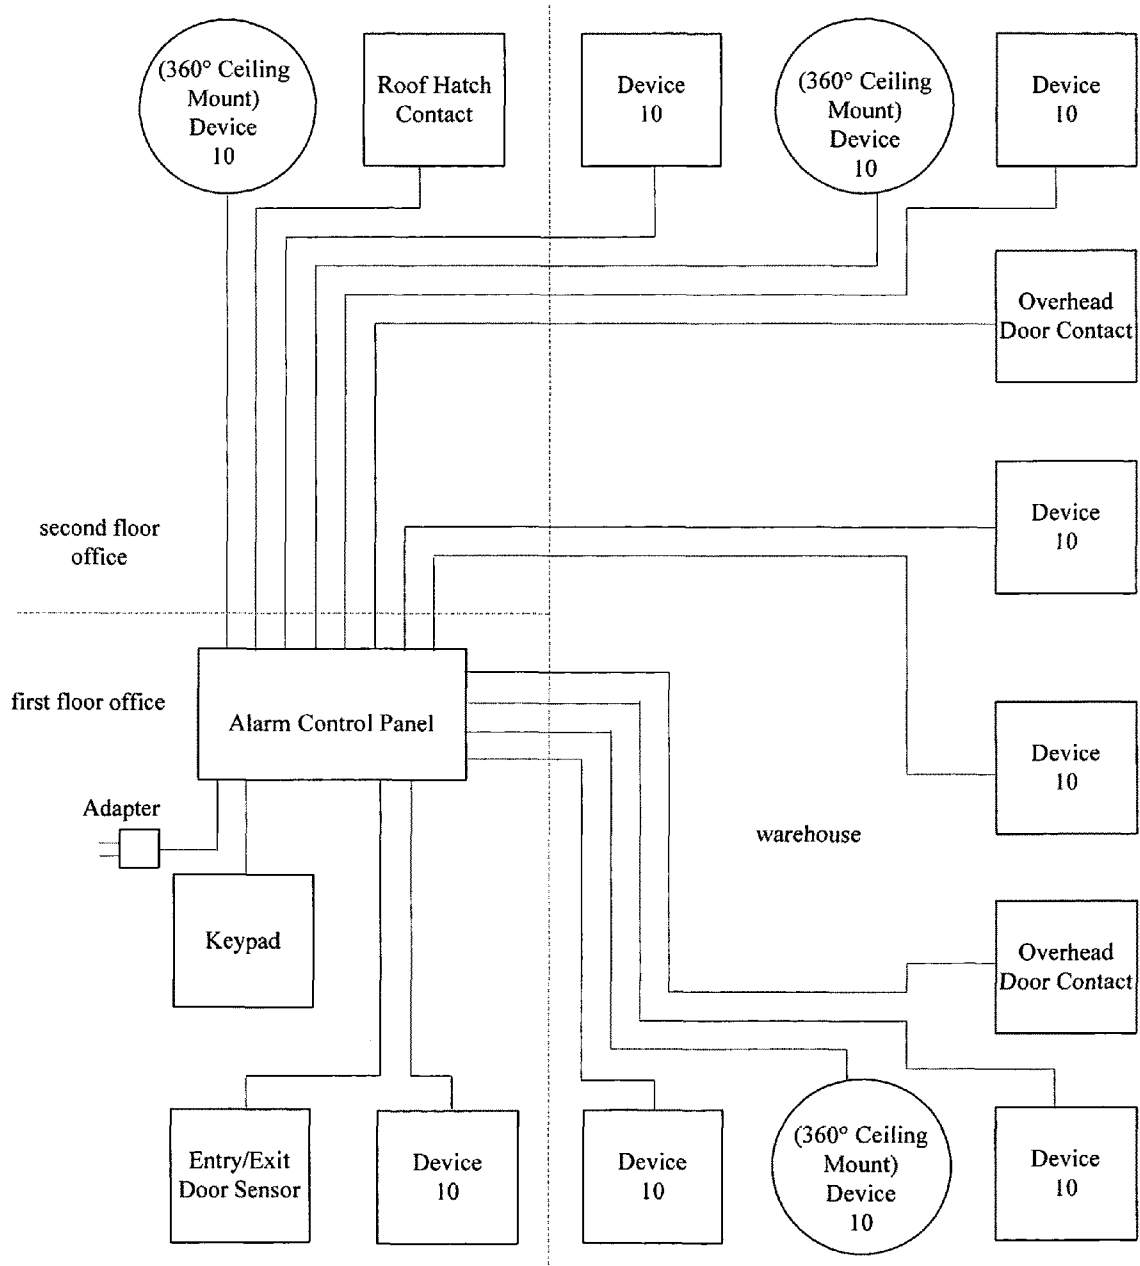 (360° Ceiling
Mount)
Device
10
Roof Hatch
Contact
Device
10
(360° Ceiling
Mount)
Device
10
Device
10
Overhead
Door Contact
Device
10
second floor
office
first floor office
Alarm Control Panel
Device
10
Adapter
warehouse
Keypad
Overhead
Door Contact
Entry/Exit
Door Sensor
Device
10
Device
10
(360° Ceiling
Mount)
Device
10
Device
10